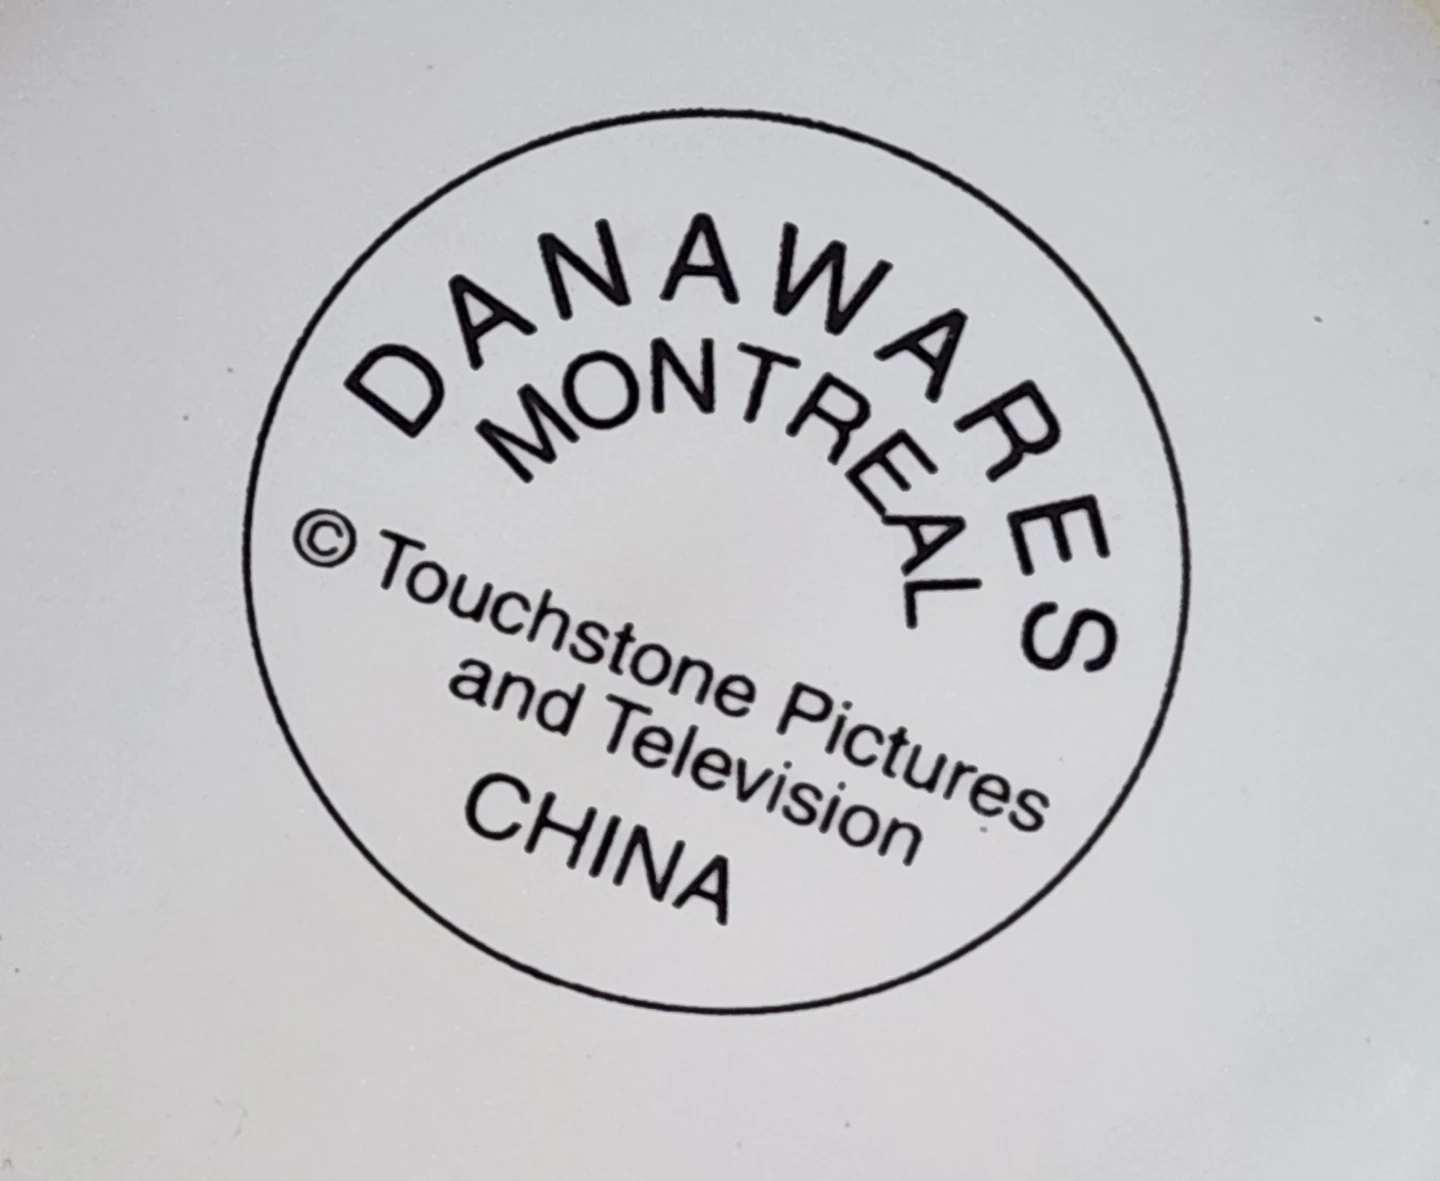 DANAWARES
MONTREAL
© Touchstone Pictures
and Television
CHINA